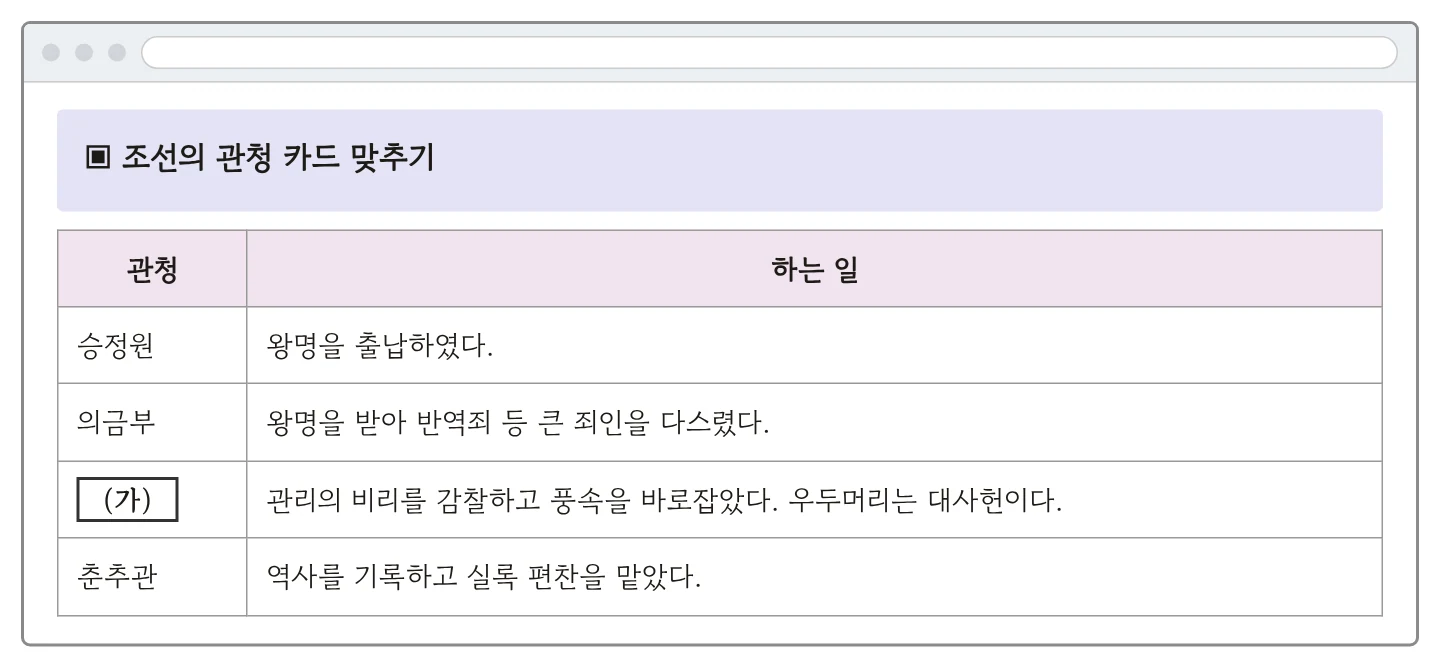 ▣ 조선의 관청 카드 맞추기
관청 하는 일
승정원 왕명을 출납하였다.
의금부 왕명을 받아 반역죄 등 큰 죄인을 다스렸다.
(가) 관리의 비리를 감찰하고 풍속을 바로잡았다. 우두머리는 대사헌이다.
춘추관 역사를 기록하고 실록 편찬을 맡았다.